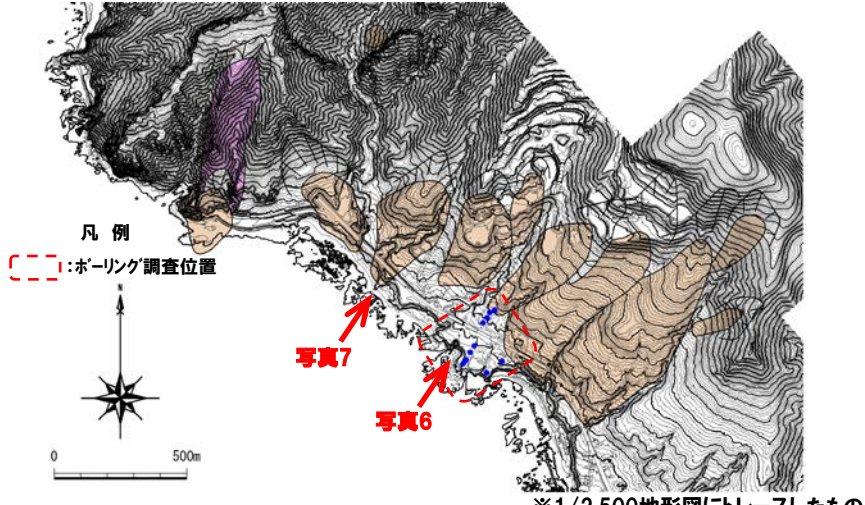 凡 例
:ボーリング調査位置
N
写真7
写真6
0 500m
※1/2,500地形図にトレースしたもの